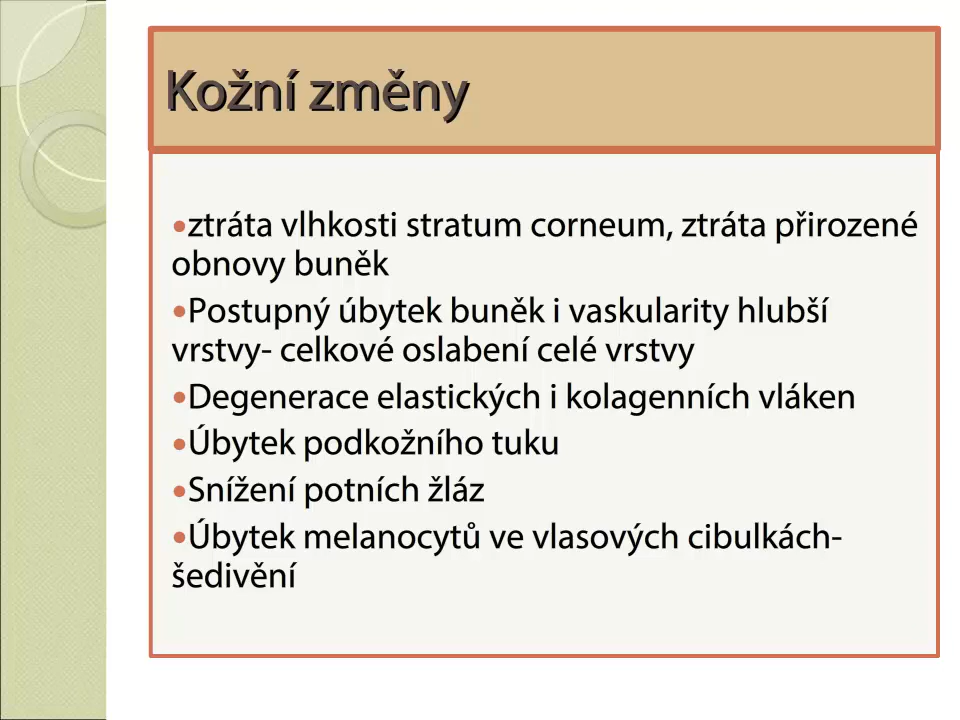 Kožní změny
•ztráta vlhkosti stratum corneum, ztráta přirozené
obnovy buněk
•Postupný úbytek buněk i vaskularity hlubší
vrstvy- celkové oslabení celé vrstvy
•Degenerace elastických i kolagenních vláken
•Úbytek podkožního tuku
•Snížení potních žláz
•Úbytek melanocytů ve vlasových cibulkách-
šedivění